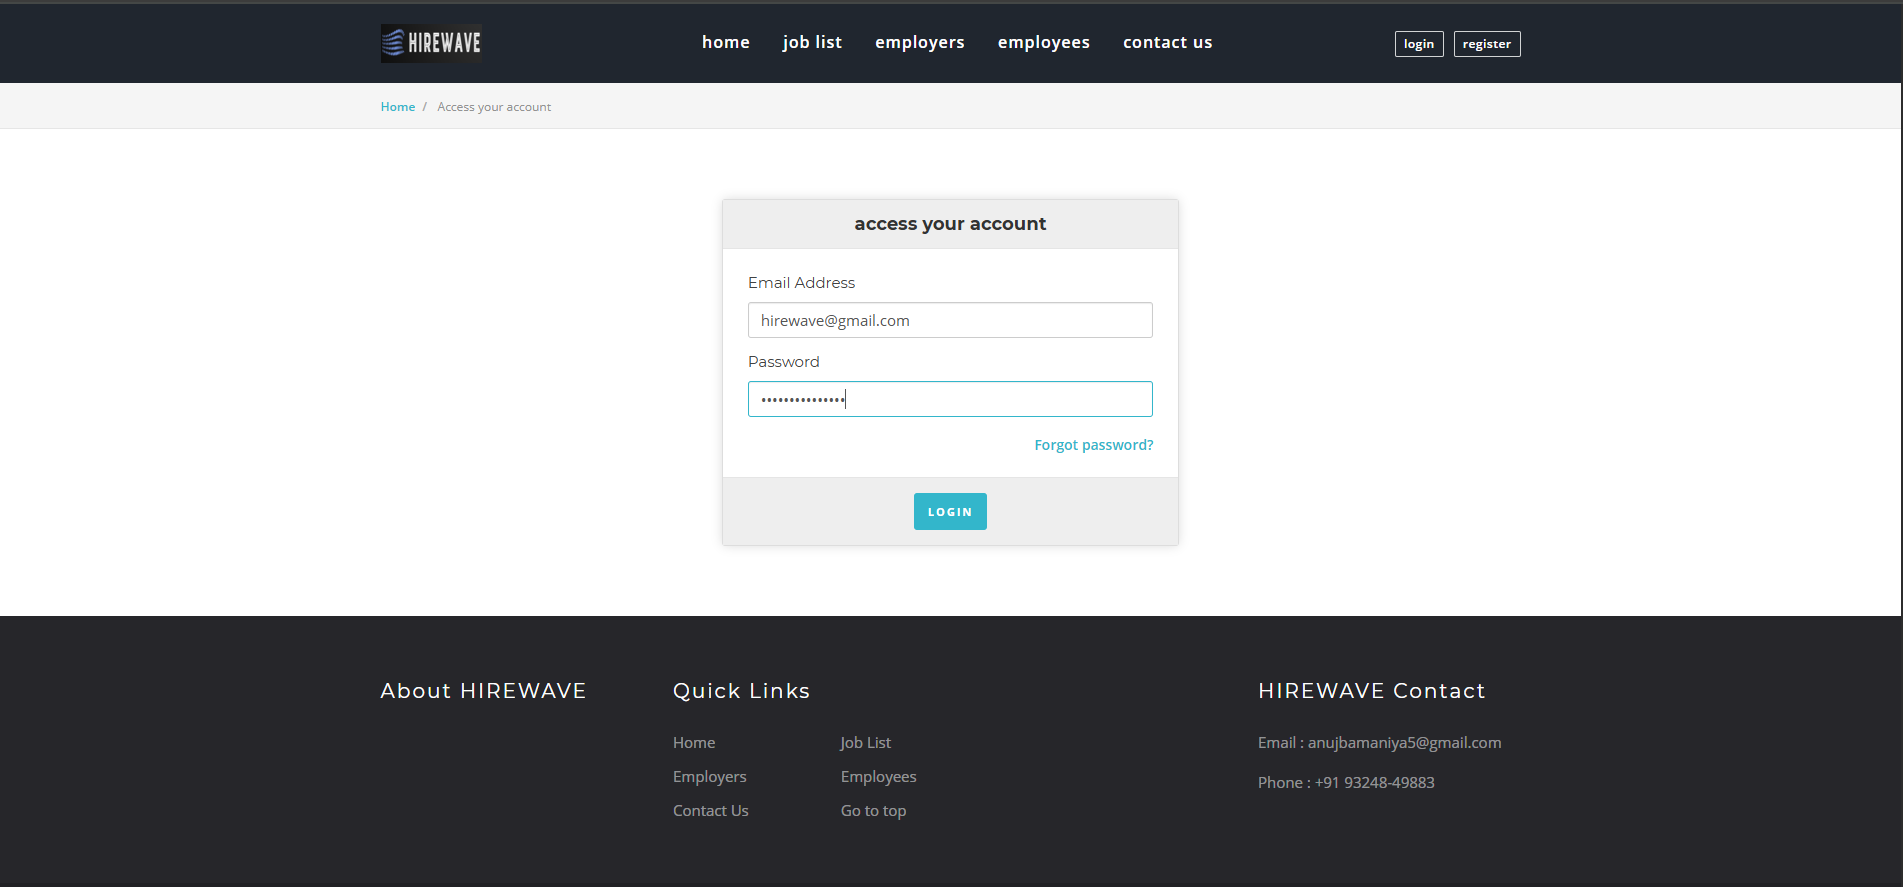 HIREWAVE
home job list employers employees contact us
login register
Home / Access your account
access your account
Email Address
hirewave@gmail.com
Password
•••••••••••••••
Forgot password?
LOGIN
About HIREWAVE
Quick Links
Home Job List
Employers Employees
Contact Us Go to top
HIREWAVE Contact
Email : anujbamaniya5@gmail.com
Phone : +91 93248-49883